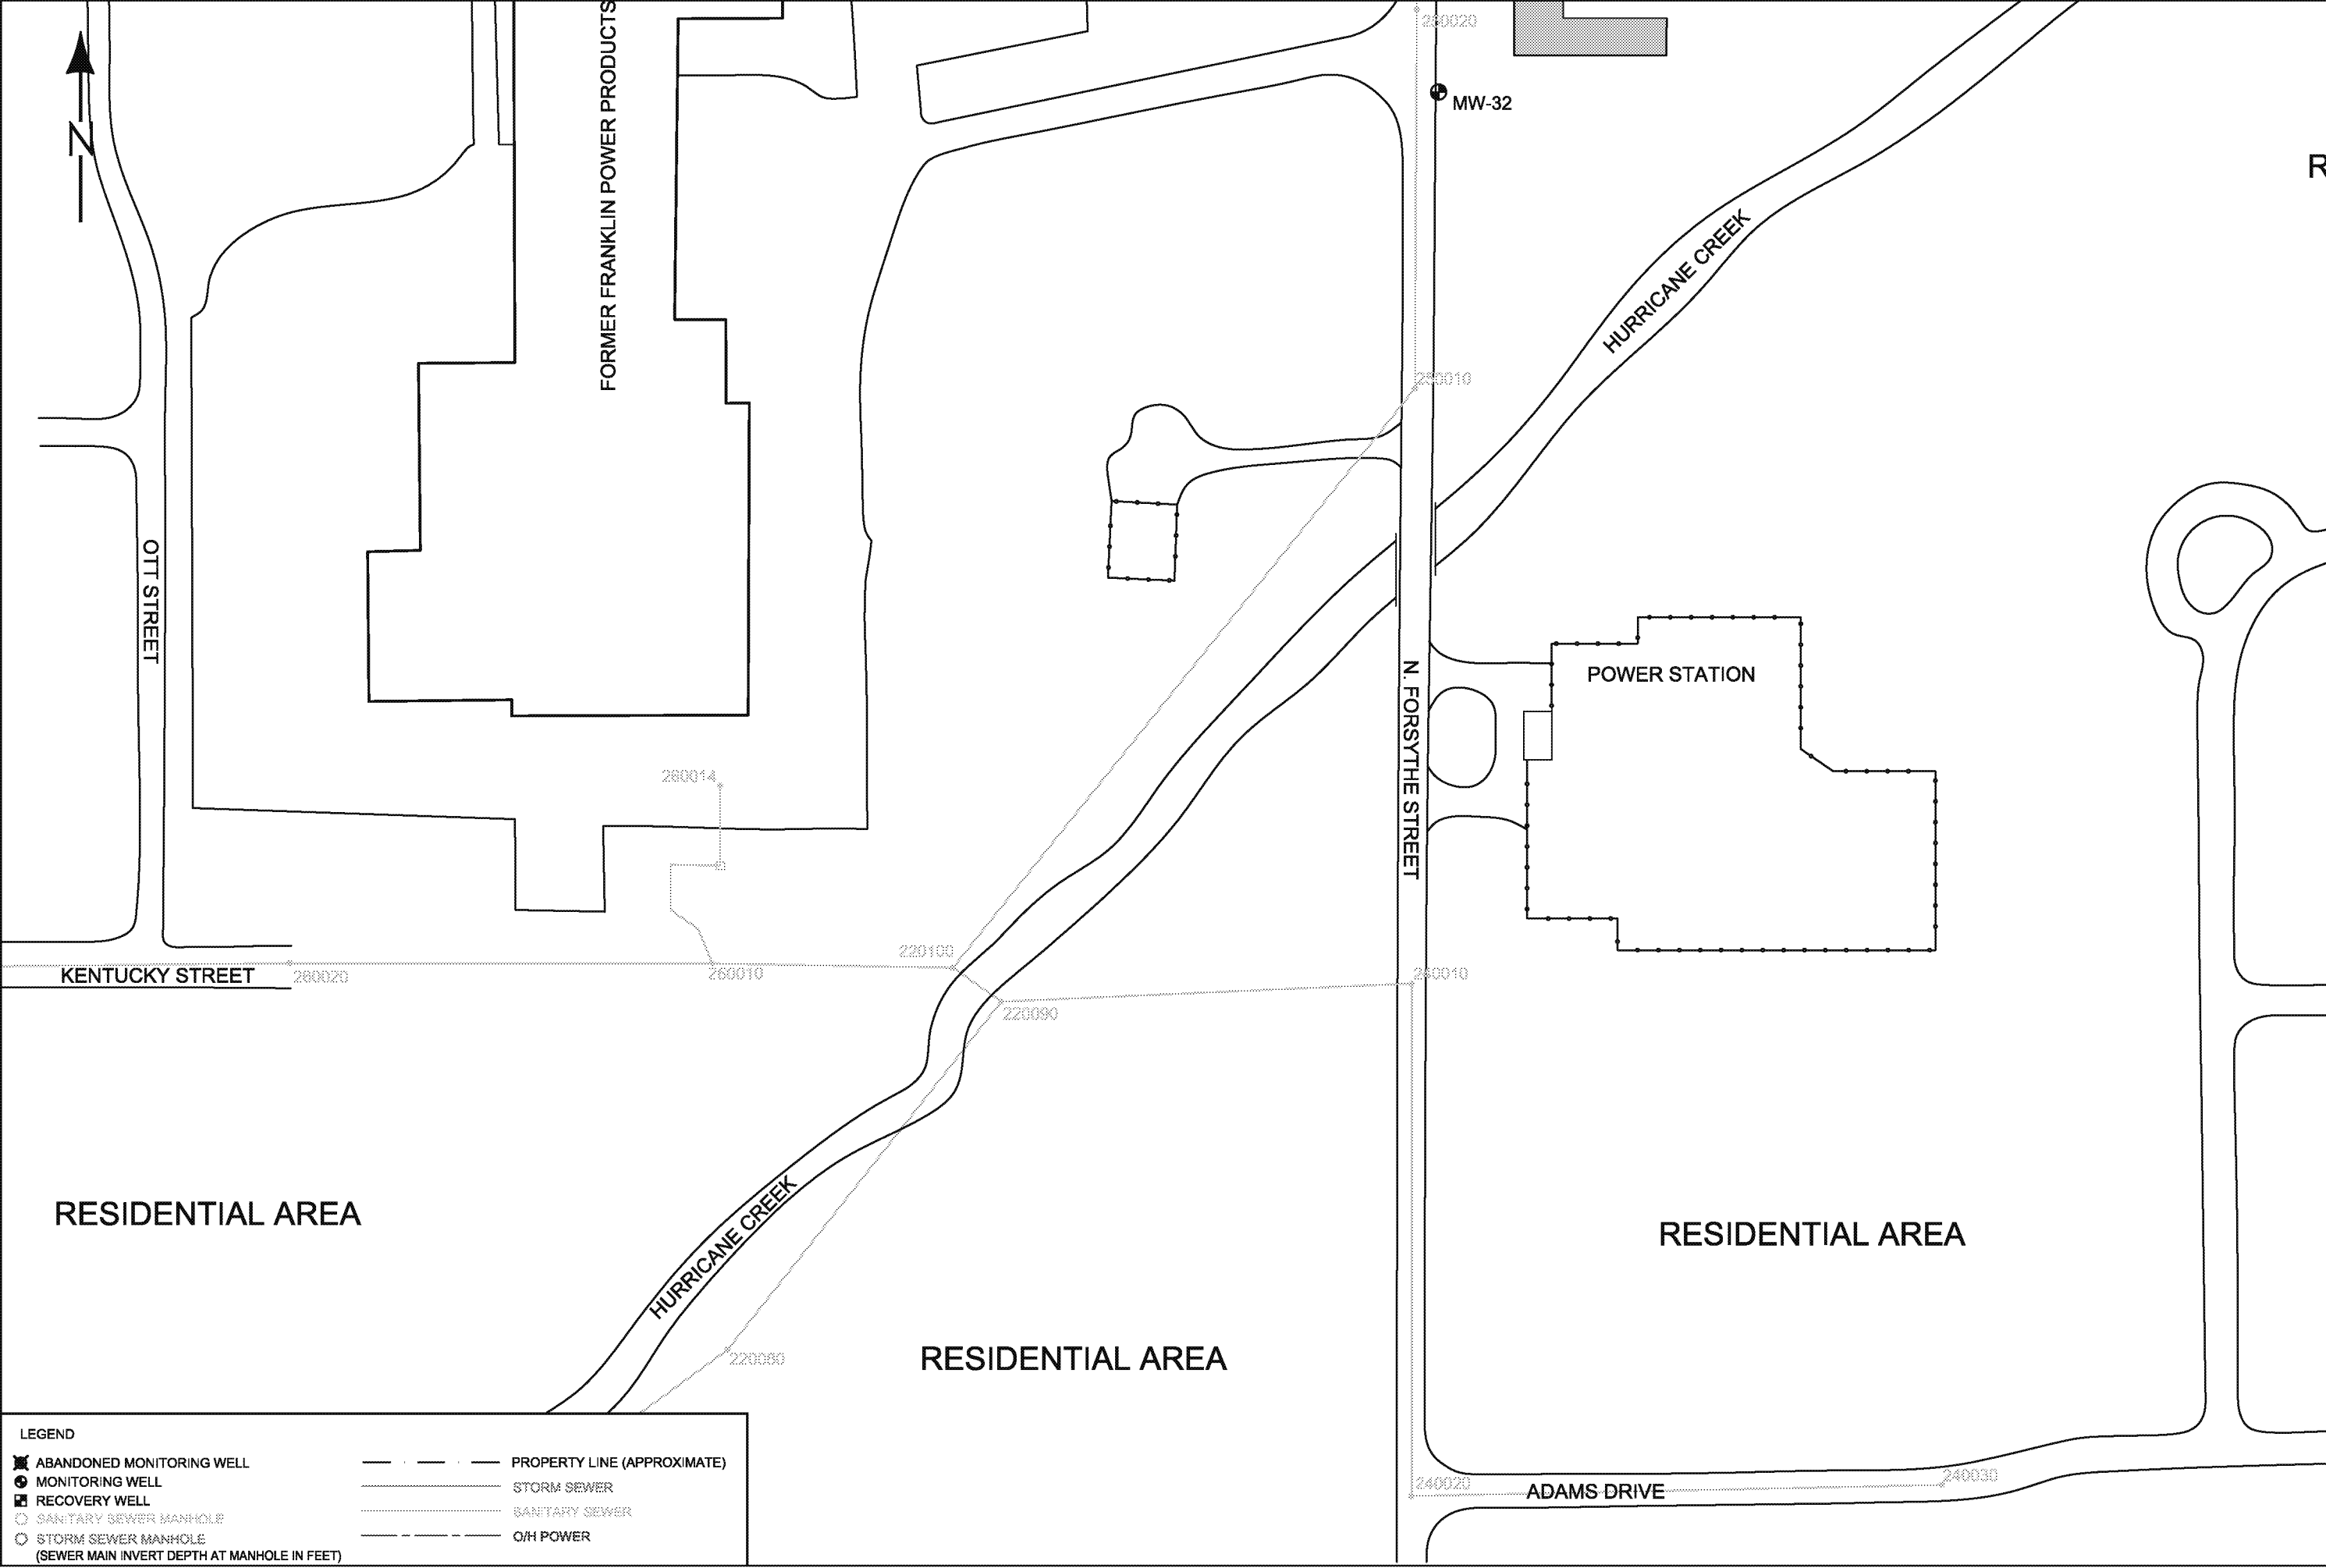 250020
MW-32
N
FORMER FRANKLIN POWER PRODUCTS
R
HURRICANE CREEK
250010
OTT STREET
N. FORSYTHE STREET
POWER STATION
260014
220100
KENTUCKY STREET
260020
260010
240010
220090
RESIDENTIAL AREA
HURRICANE CREEK
RESIDENTIAL AREA
220080
RESIDENTIAL AREA
240020
ADAMS DRIVE
240030
LEGEND
ABANDONED MONITORING WELL
MONITORING WELL
RECOVERY WELL
SANITARY SEWER MANHOLE
STORM SEWER MANHOLE
(SEWER MAIN INVERT DEPTH AT MANHOLE IN FEET)
PROPERTY LINE (APPROXIMATE)
STORM SEWER
SANITARY SEWER
O/H POWER